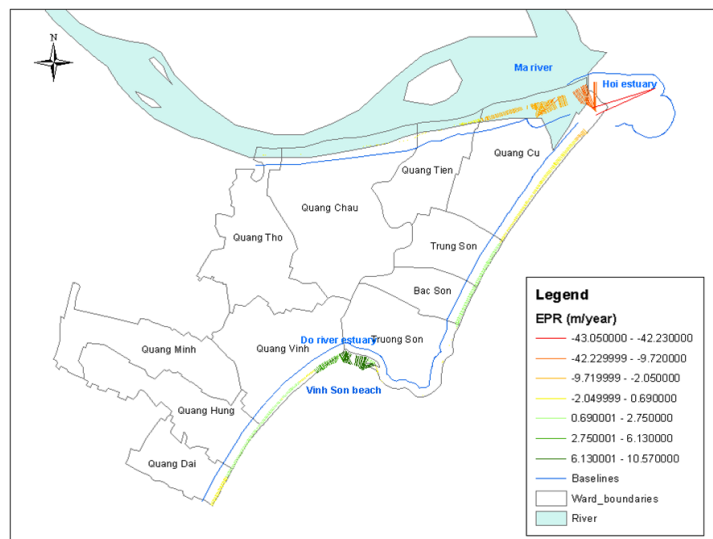 N
Ma river
Hoi estuary
Quang Cu
Quang Tien
Quang Chau
Quang Tho
Trung Son
Bac Son
Do river estuary
Truong Son
Quang Minh
Quang Vinh
Vinh Son beach
Quang Hung
Quang Dai
Legend
EPR (m/year)
-43.050000 - -42.230000
-42.229999 - -9.720000
-9.719999 - -2.050000
-2.049999 - 0.690000
0.690001 - 2.750000
2.750001 - 6.130000
6.130001 - 10.570000
Baselines
Ward_boundaries
River